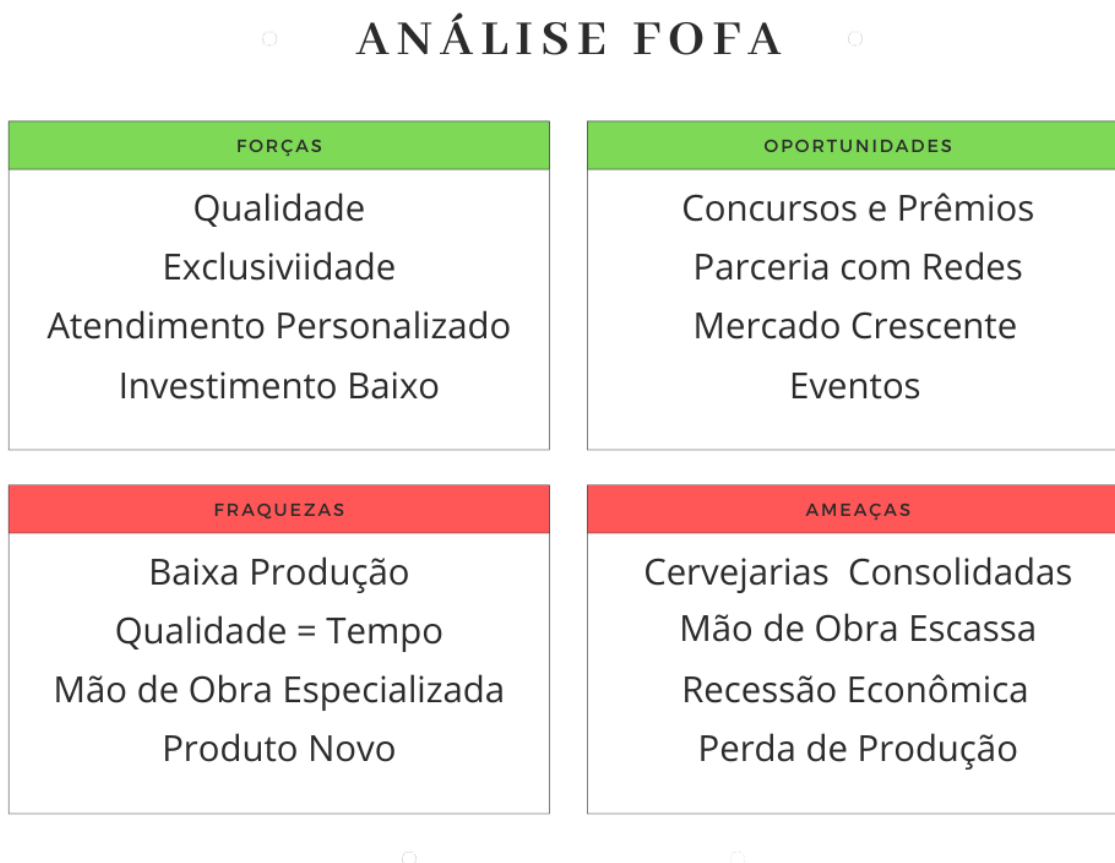 ANÁLISE FOFA
FORÇAS
Qualidade
Exclusiviidade
Atendimento Personalizado
Investimento Baixo
OPORTUNIDADES
Concursos e Prêmios
Parceria com Redes
Mercado Crescente
Eventos
FRAQUEZAS
Baixa Produção
Qualidade = Tempo
Mão de Obra Especializada
Produto Novo
AMEAÇAS
Cervejarias  Consolidadas
Mão de Obra Escassa
Recessão Econômica
Perda de Produção